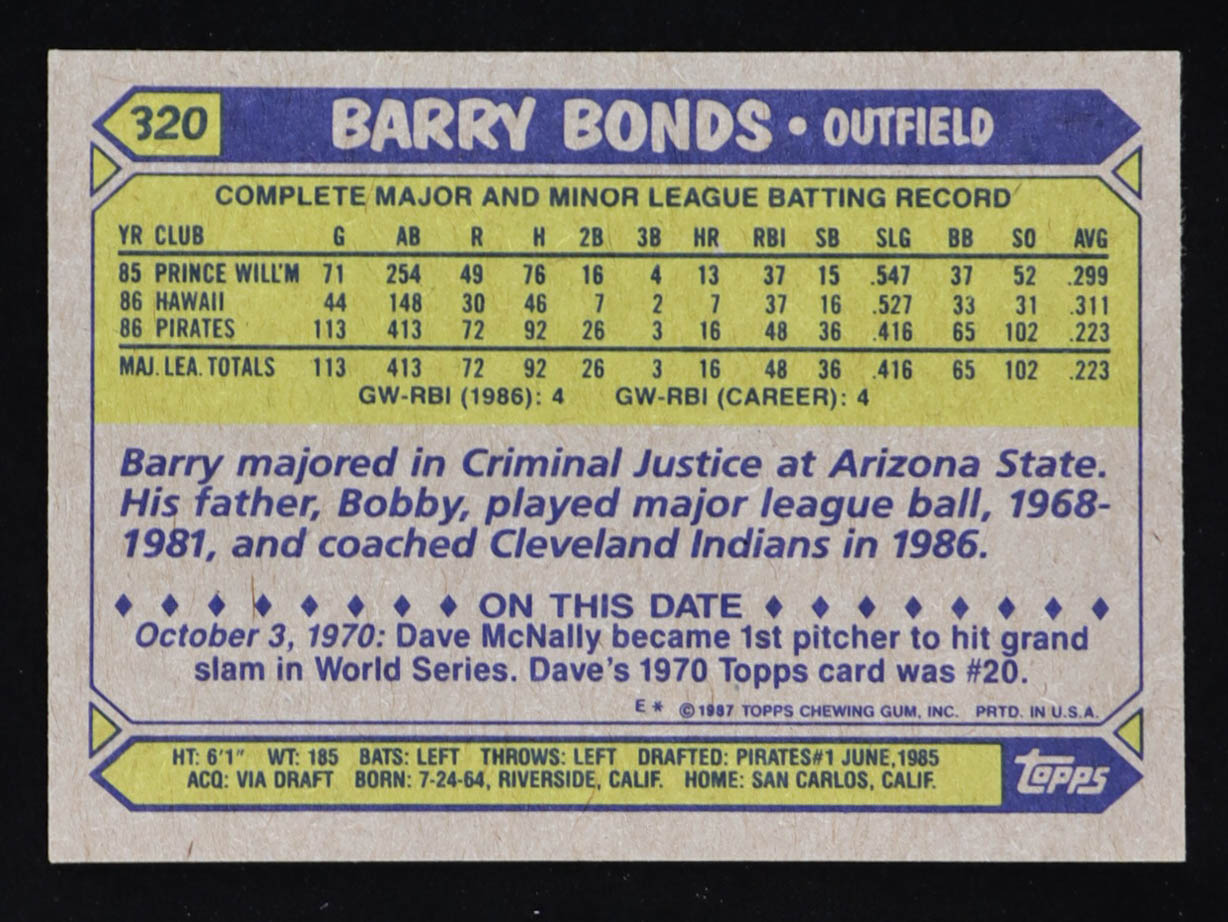 320 BARRY BONDS • OUTFIELD
COMPLETE MAJOR AND MINOR LEAGUE BATTING RECORD
YR CLUB G AB R H 2B 3B HR RBI SB SLG BB SO AVG
85 PRINCE WILL'M 71 254 49 76 16 4 13 37 15 .547 37 52 .299
86 HAWAII 44 148 30 46 7 2 7 37 16 .527 33 31 .311
86 PIRATES 113 413 72 92 26 3 16 48 36 .416 65 102 .223
MAJ. LEA. TOTALS 113 413 72 92 26 3 16 48 36 .416 65 102 .223
GW-RBI (1986): 4 GW-RBI (CAREER): 4
Barry majored in Criminal Justice at Arizona State.
His father, Bobby, played major league ball, 1968-
1981, and coached Cleveland Indians in 1986.
ON THIS DATE
October 3, 1970: Dave McNally became 1st pitcher to hit grand
slam in World Series. Dave's 1970 Topps card was #20.
E * © 1987 TOPPS CHEWING GUM, INC. PRTD. IN U.S.A.
HT: 6'1" WT: 185 BATS: LEFT THROWS: LEFT DRAFTED: PIRATES#1 JUNE,1985
ACQ: VIA DRAFT BORN: 7-24-64, RIVERSIDE, CALIF. HOME: SAN CARLOS, CALIF.
topps